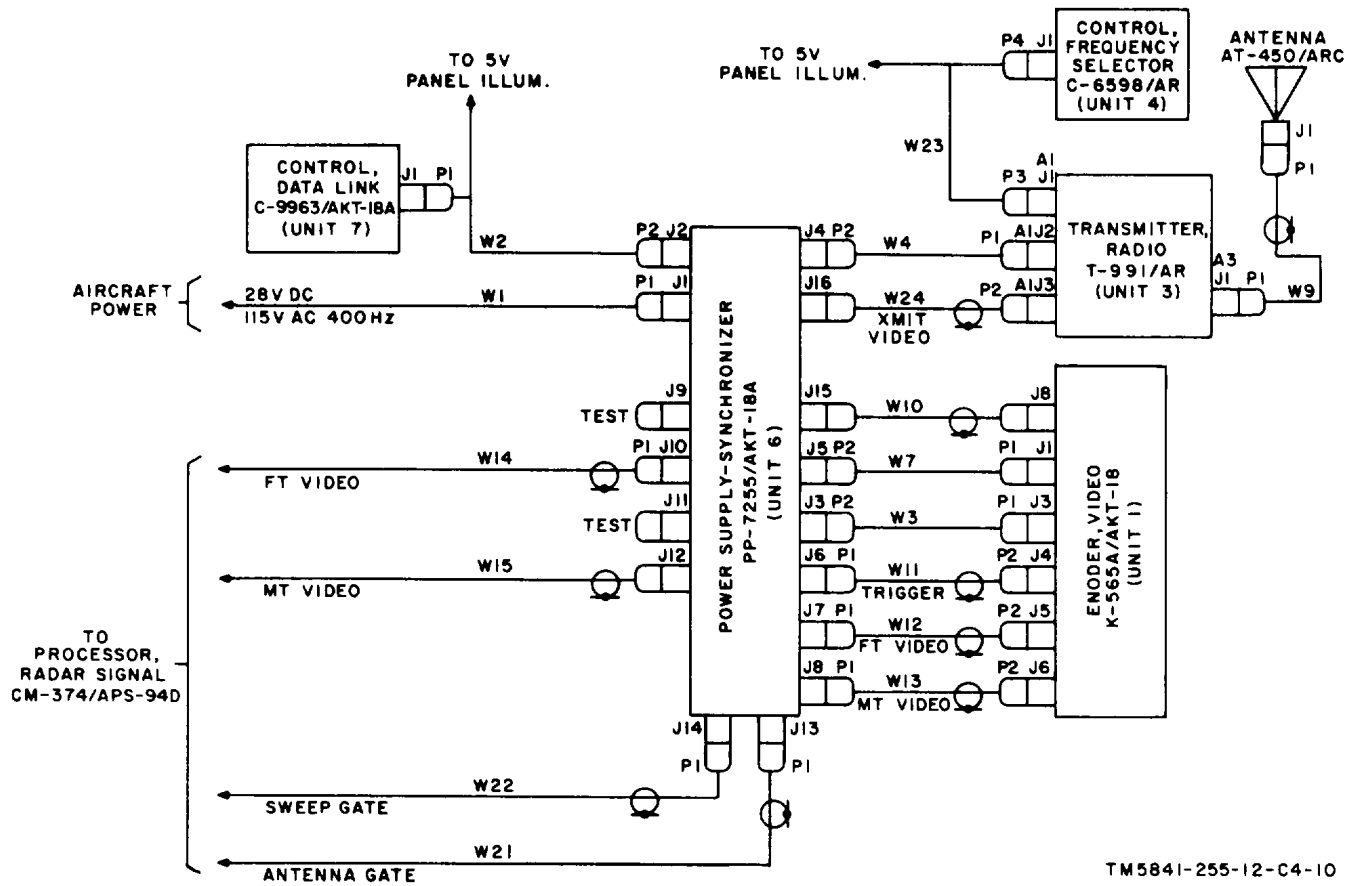 TO 5V
PANEL ILLUM.
TO 5V
PANEL ILLUM.
P4 J1
CONTROL,
FREQUENCY
SELECTOR
C-6598/AR
(UNIT 4)
ANTENNA
AT-450/ARC
J1
P1
W23
CONTROL,
DATA LINK
C-9963/AKT-18A
(UNIT 7)
J1 P1
A1
P3 J1
TRANSMITTER,
RADIO
T-991/AR
(UNIT 3)
A3
J1 P1
W9
W2
P2 J2
J4 P2
W4
P1 A1J2
AIRCRAFT
POWER
28V DC
115V AC 400HZ
W1
P1 J1
J16
W24
XMIT
VIDEO
P2 A1J3
POWER SUPPLY-SYNCHRONIZER
PP-7255/AKT-18A
(UNIT 6)
TEST
J9
J15
W10
J8
W14
FT VIDEO
P1 J10
J5 P2
W7
P1 J1
TEST
J11
J3 P2
W3
P1 J3
W15
MT VIDEO
J12
J6 P1
W11
TRIGGER
P2 J4
J7 P1
W12
FT VIDEO
P2 J5
J8 P1
W13
MT VIDEO
P2 J6
ENODER, VIDEO
K-565A/AKT-18
(UNIT 1)
TO
PROCESSOR,
RADAR SIGNAL
CM-374/APS-94D
J14
P1
J13
P1
W22
SWEEP GATE
W21
ANTENNA GATE
TM5841-255-12-C4-10